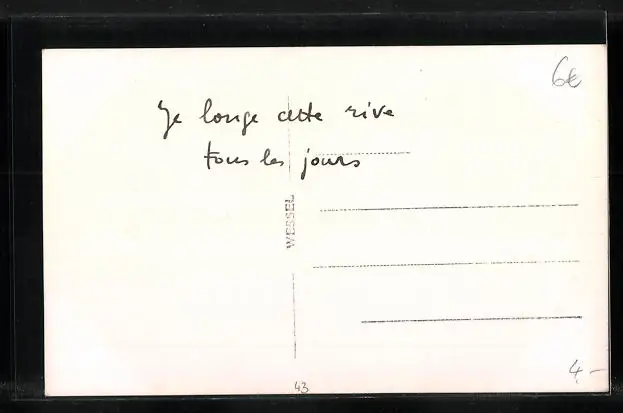 6€
Je longe cette rive
tous les jours
WESSEL
43
4.-